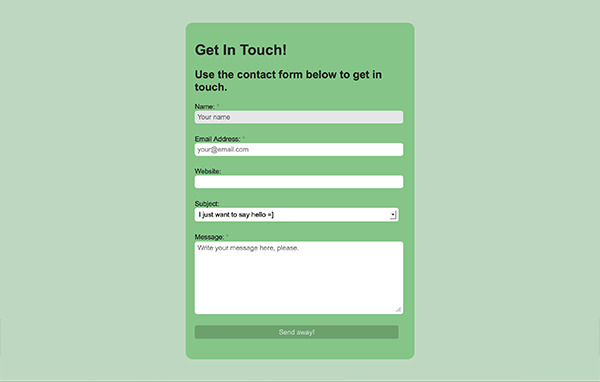 Get In Touch!
Use the contact form below to get in
touch.
Name: *
Your name
Email Address: *
your@email.com
Website:
Subject:
I just want to say hello =]
Message: *
Write your message here, please.
Send away!